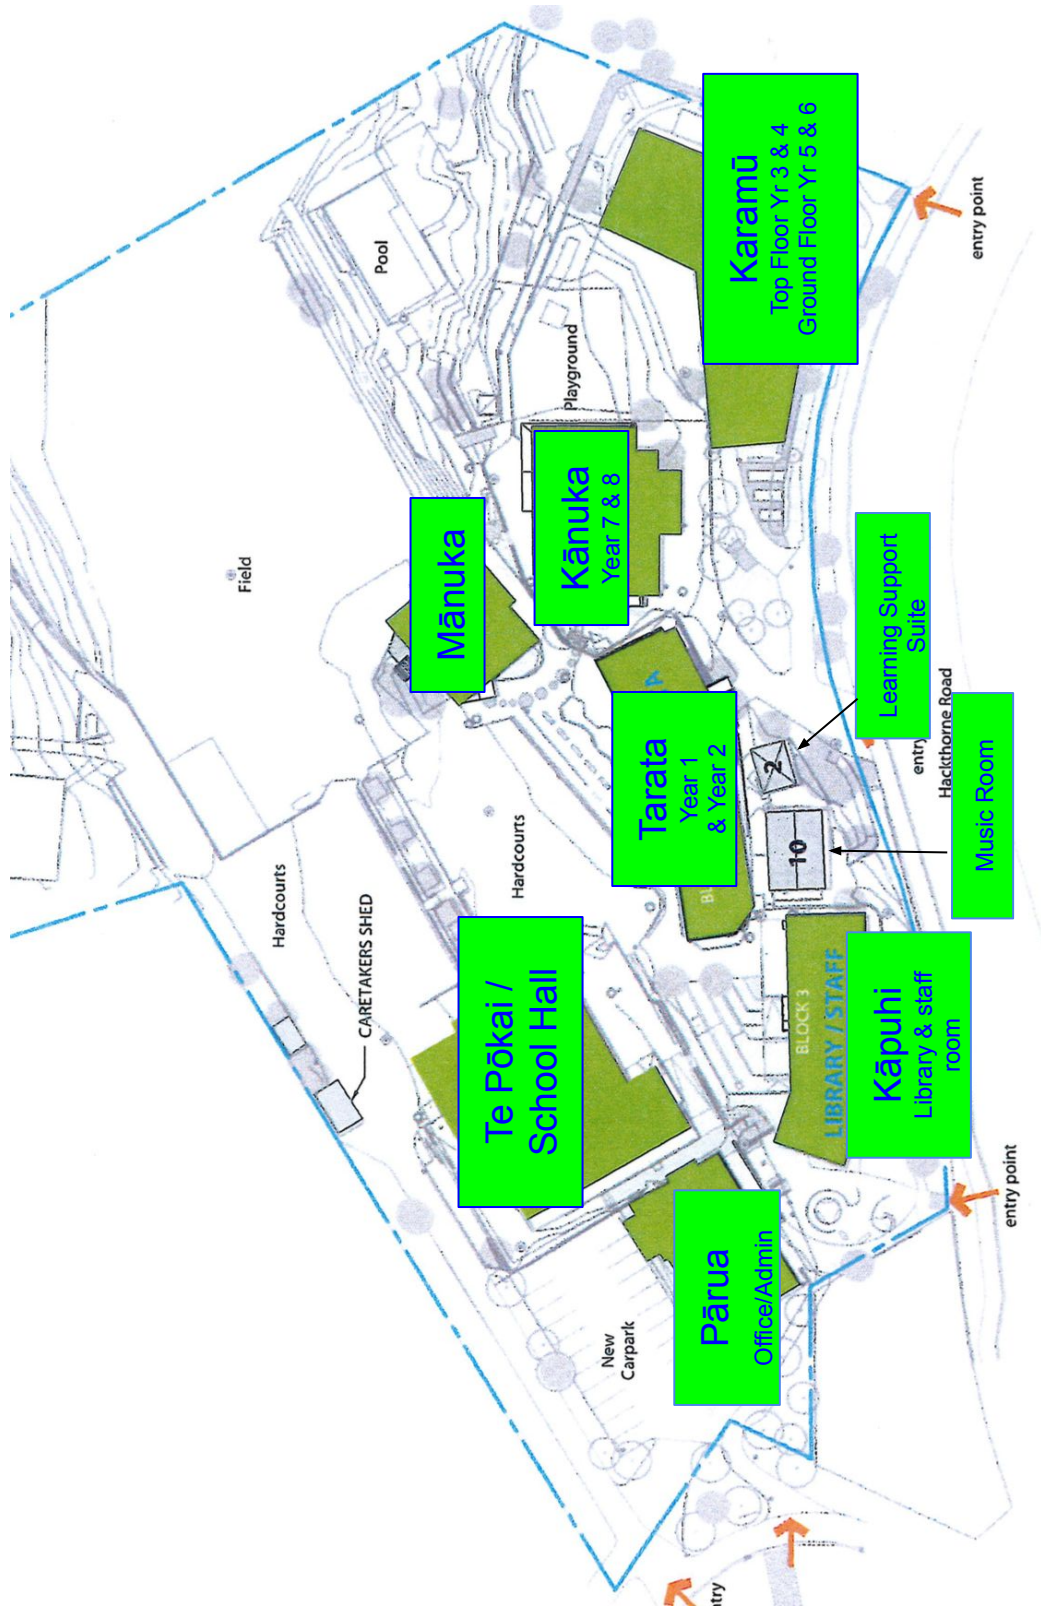 Karamū
Top Floor Yr 3 & 4
Ground Floor Yr 5 & 6
entry point
Pool
Playground
Kānuka
Year 7 & 8
Mānuka
Field
Learning Support
Suite
Hackthorne Road
entry
Music Room
Tarata
Year 1
& Year 2
2
10
Hardcourts
Hardcourts
CARETAKERS SHED
Te Pōkai /
School Hall
BLOCK 3
LIBRARY / STAFF
Kāpuhi
Library & staff
room
entry point
Pārua
Office/Admin
New
Carpark